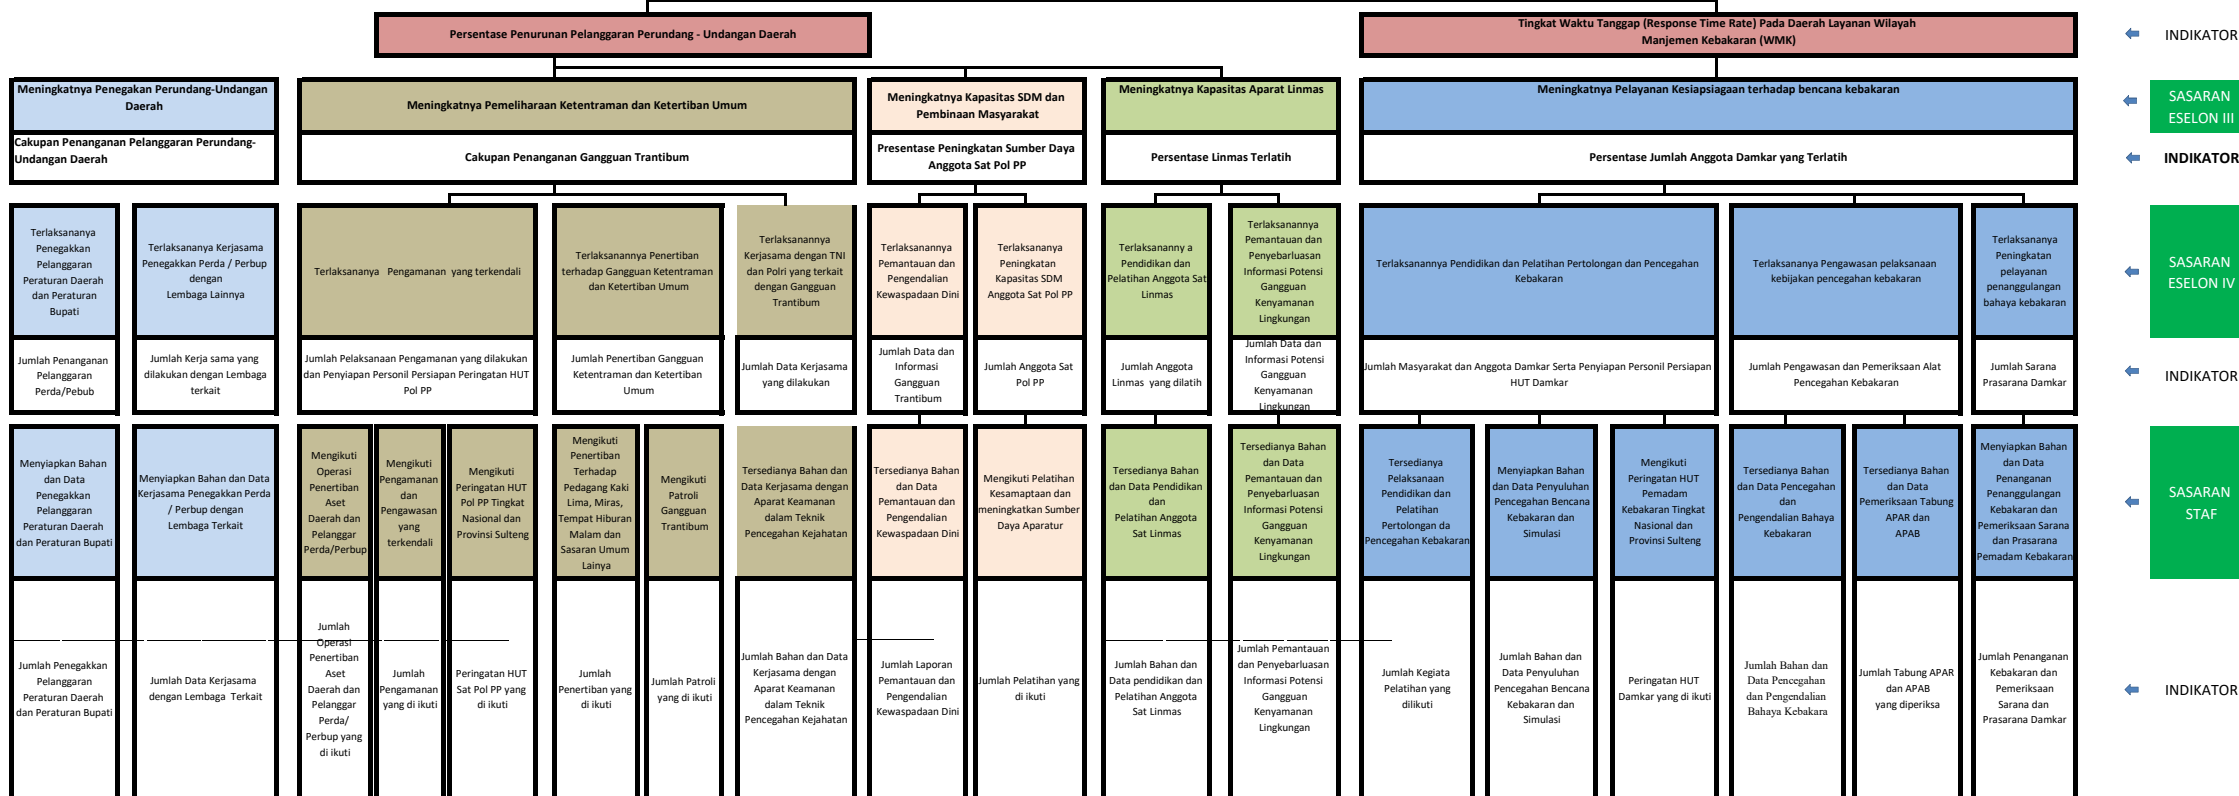 Persentase Penurunan Pelanggaran Perundang - Undangan Daerah
Tingkat Waktu Tanggap (Response Time Rate) Pada Daerah Layanan Wilayah
Manjemen Kebakaran (WMK)
INDIKATOR
Meningkatnya Penegakan Perundang-Undangan
Daerah
Meningkatnya Pemeliharaan Ketentraman dan Ketertiban Umum
Meningkatnya Kapasitas SDM dan
Pembinaan Masyarakat
Meningkatnya Kapasitas Aparat Linmas
Meningkatnya Pelayanan Kesiapsiagaan terhadap bencana kebakaran
SASARAN
ESELON III
Cakupan Penanganan Pelanggaran Perundang-
Undangan Daerah
Cakupan Penanganan Gangguan Trantibum
Presentase Peningkatan Sumber Daya
Anggota Sat Pol PP
Persentase Linmas Terlatih
Persentase Jumlah Anggota Damkar yang Terlatih
INDIKATOR
Terlaksananya
Penegakkan
Pelanggaran
Peraturan Daerah
dan Peraturan
Bupati
Terlaksananya Kerjasama
Penegakkan Perda / Perbup
dengan
Lembaga Lainnya
Terlaksananya Pengamanan yang terkendali
Terlaksanannya Penertiban
terhadap Gangguan Ketentraman
dan Ketertiban Umum
Terlaksanannya
Kerjasama dengan TNI
dan Polri yang terkait
dengan Gangguan
Trantibum
Terlaksanannya
Pemantauan dan
Pengendalian
Kewaspadaan Dini
Terlaksananya
Peningkatan
Kapasitas SDM
Anggota Sat Pol PP
Terlaksananny a
Pendidikan dan
Pelatihan Anggota Sat
Linmas
Terlaksanannya
Pemantauan dan
Penyebarluasan
Informasi Potensi
Gangguan
Kenyamanan
Lingkungan
Terlaksanannya Pendidikan dan Pelatihan Pertolongan dan Pencegahan
Kebakaran
Terlaksananya Pengawasan pelaksanaan
kebijakan pencegahan kebakaran
Terlaksananya
Peningkatan
pelayanan
penanggulangan
bahaya kebakaran
SASARAN
ESELON IV
Jumlah Penanganan
Pelanggaran
Perda/Pebub
Jumlah Kerja sama yang
dilakukan dengan Lembaga
terkait
Jumlah Pelaksanaan Pengamanan yang dilakukan
dan Penyiapan Personil Persiapan Peringatan HUT
Pol PP
Jumlah Penertiban Gangguan
Ketentraman dan Ketertiban
Umum
Jumlah Data Kerjasama
yang dilakukan
Jumlah Data dan
Informasi
Gangguan
Trantibum
Jumlah Anggota Sat
Pol PP
Jumlah Anggota
Linmas yang dilatih
Jumlah Data dan
Informasi Potensi
Gangguan
Kenyamanan
Lingkungan
Jumlah Masyarakat dan Anggota Damkar Serta Penyiapan Personil Persiapan
HUT Damkar
Jumlah Pengawasan dan Pemeriksaan Alat
Pencegahan Kebakaran
Jumlah Sarana
Prasarana Damkar
INDIKATOR
Menyiapkan Bahan
dan Data
Penegakkan
Pelanggaran
Peraturan Daerah
dan Peraturan Bupati
Menyiapkan Bahan dan Data
Kerjasama Penegakkan Perda
/ Perbup dengan
Lembaga Terkait
Mengikuti
Operasi
Penertiban
Aset
Daerah dan
Pelanggar
Perda/Perbup
Mengikuti
Pengamanan
dan
Pengawasan
yang
terkendali
Mengikuti
Peringatan HUT
Pol PP Tingkat
Nasional dan
Provinsi Sulteng
Mengikuti
Penertiban
Terhadap
Pedagang Kaki
Lima, Miras,
Tempat Hiburan
Malam dan
Sasaran Umum
Lainya
Mengikuti
Patroli
Gangguan
Trantibum
Tersedianya Bahan dan
Data Kerjasama dengan
Aparat Keamanan
dalam Teknik
Pencegahan Kejahatan
Tersedianya Bahan
dan Data
Pemantauan dan
Pengendalian
Kewaspadaan Dini
Mengikuti Pelatihan
Kesamaptaan dan
meningkatkan Sumber
Daya Aparatur
Tersedianya Bahan
dan Data Pendidikan
dan
Pelatihan Anggota
Sat Linmas
Tersedianya Bahan
dan Data
Pemantauan dan
Penyebarluasan
Informasi Potensi
Gangguan
Kenyamanan
Lingkungan
Tersedianya
Pelaksanaan
Pendidikan dan
Pelatihan
Pertolongan da
Pencegahan Kebakaran
Menyiapkan Bahan
dan Data Penyuluhan
Pencegahan Bencana
Kebakaran dan
Simulasi
Mengikuti
Peringatan HUT
Pemadam
Kebakaran Tingkat
Nasional dan
Provinsi Sulteng
Tersedianya Bahan
dan Data Pencegahan
dan
Pengendalian Bahaya
Kebakaran
Tersedianya Bahan
dan Data
Pemeriksaan Tabung
APAR dan
APAB
Menyiapkan Bahan
dan Data
Penanganan
Penanggulangan
Kebakaran dan
Pemeriksaan Sarana
dan Prasarana
Pemadam Kebakaran
SASARAN
STAF
Jumlah Penegakkan
Pelanggaran
Peraturan Daerah
dan Peraturan Bupati
Jumlah Data Kerjasama
dengan Lembaga Terkait
Jumlah
Operasi
Penertiban
Aset
Daerah dan
Pelanggar
Perda/
Perbup yang
di ikuti
Jumlah
Pengamanan
yang di ikuti
Peringatan HUT
Sat Pol PP yang
di ikuti
Jumlah
Penertiban yang
di ikuti
Jumlah Patroli
yang di ikuti
Jumlah Bahan dan Data
Kerjasama dengan
Aparat Keamanan
dalam Teknik
Pencegahan Kejahatan
Jumlah Laporan
Pemantauan dan
Pengendalian
Kewaspadaan Dini
Jumlah Pelatihan yang
di ikuti
Jumlah Bahan dan
Data pendidikan dan
Pelatihan Anggota
Sat Linmas
Jumlah Pemantauan
dan Penyebarluasan
Informasi Potensi
Gangguan
Kenyamanan
Lingkungan
Jumlah Kegiata
Pelatihan yang
dilikuti
Jumlah Bahan dan
Data Penyuluhan
Pencegahan Bencana
Kebakaran dan
Simulasi
Peringatan HUT
Damkar yang di ikuti
Jumlah Bahan dan
Data Pencegahan
dan Pengendalian
Bahaya Kebakara
Jumlah Tabung APAR
dan APAB
yang diperiksa
Jumlah Penanganan
Kebakaran dan
Pemeriksaan
Sarana dan
Prasarana Damkar
INDIKATOR